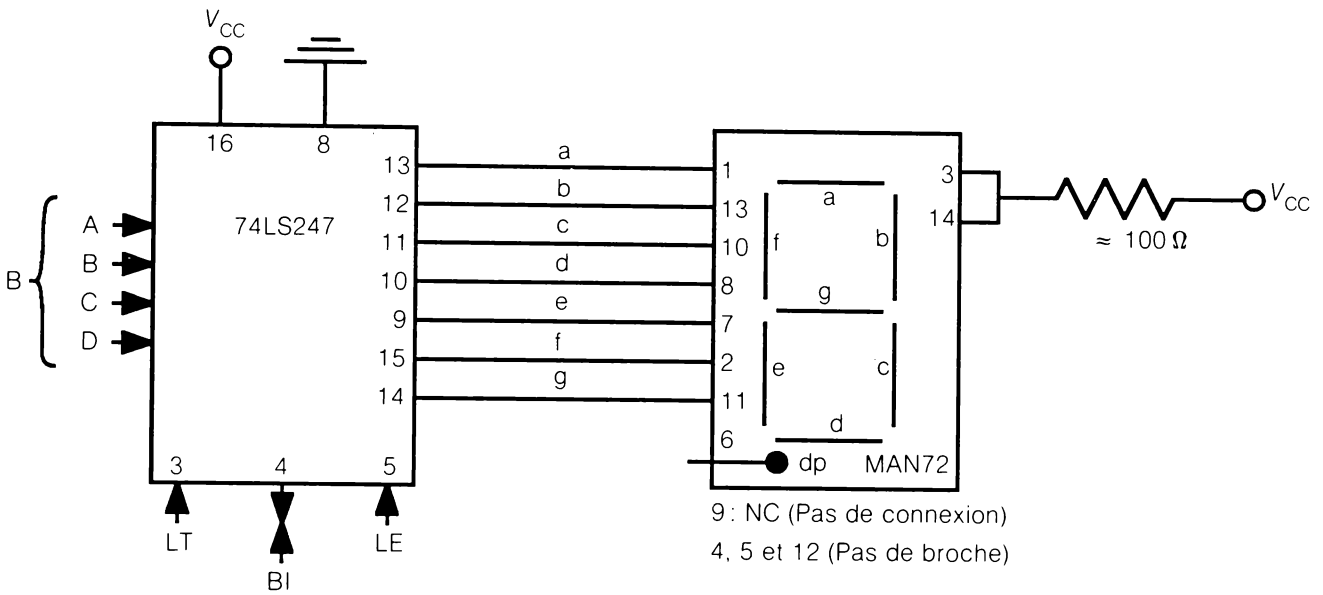 VCC
16
8
13
a
1
3
VCC
12
b
13
a
14
74LS247
11
c
10
f
b
≈ 100 Ω
A
B
B
C
D
10
d
8
g
9
e
7
15
f
2
e
c
14
g
11
d
6
dp
MAN72
3
4
5
LT
BI
LE
9 : NC (Pas de connexion)
4, 5 et 12 (Pas de broche)